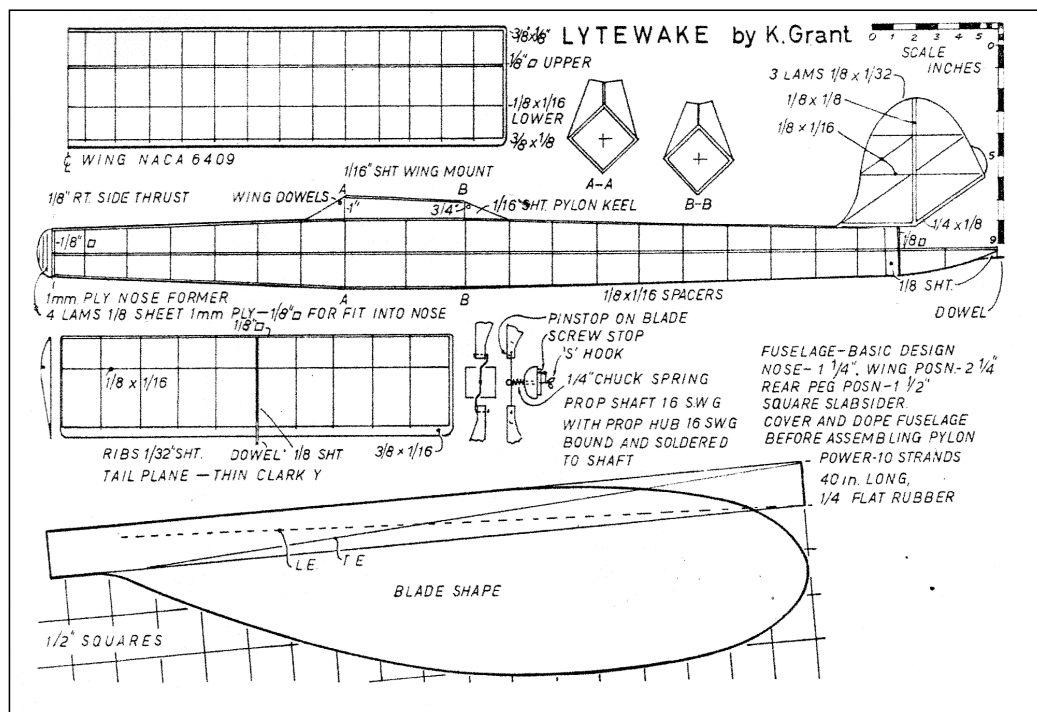 LYTEWAKE by K.Grant
0 1 2 3 4 5 6
SCALE
INCHES
0
5
9
3/8"x1/8"
1/8"□ UPPER
1/8x1/16
LOWER
3/8x1/8
℄ WING NACA 6409
3 LAMS 1/8 x 1/32
1/8 x 1/8
1/8 x 1/16
1/4 x 1/8
A-A
B-B
1/16" SHT WING MOUNT
1/8" RT. SIDE THRUST
WING DOWELS
A
B
1"
3/4"
1/16" SHT. PYLON KEEL
1/8"□
1/8□
A
B
1/8x1/16 SPACERS
1/8 SHT.
DOWEL
1mm PLY NOSE FORMER
4 LAMS 1/8 SHEET 1mm PLY-1/8"□ FOR FIT INTO NOSE
1/8"□
1/8 x 1/16
RIBS 1/32"SHT.
DOWEL
1/8 SHT
3/8 x 1/16
TAIL PLANE — THIN CLARK Y
PINSTOP ON BLADE
SCREW STOP
'S' HOOK
1/4" CHUCK SPRING
PROP SHAFT 16 S.W.G
WITH PROP HUB 16 SWG
BOUND AND SOLDERED
TO SHAFT
FUSELAGE-BASIC DESIGN
NOSE- 1 1/4". WING POSN.-2 1/4"
REAR PEG POSN-1 1/2"
SQUARE SLABSIDER.
COVER AND DOPE FUSELAGE
BEFORE ASSEMBLING PYLON
POWER-10 STRANDS
40 in. LONG,
1/4 FLAT RUBBER
L.E.
T.E
BLADE SHAPE
1/2" SQUARES